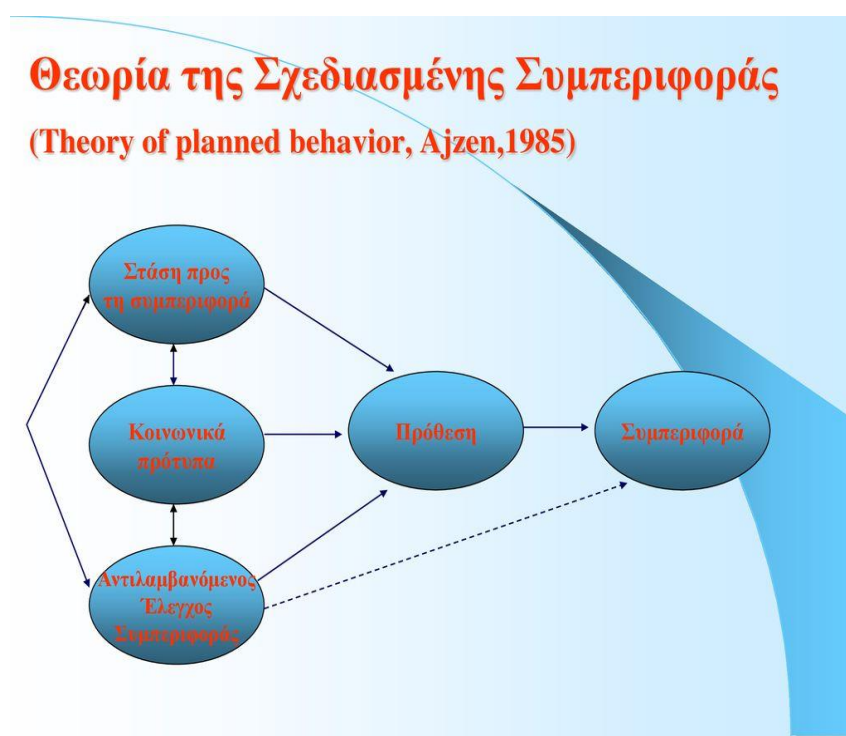 Θεωρία της Σχεδιασμένης Συμπεριφοράς
(Theory of planned behavior, Ajzen,1985)
Στάση προς
τη συμπεριφορά
Κοινωνικά
πρότυπα
Πρόθεση
Συμπεριφορά
Αντιλαμβανόμενος
Έλεγχος
Συμπεριφοράς